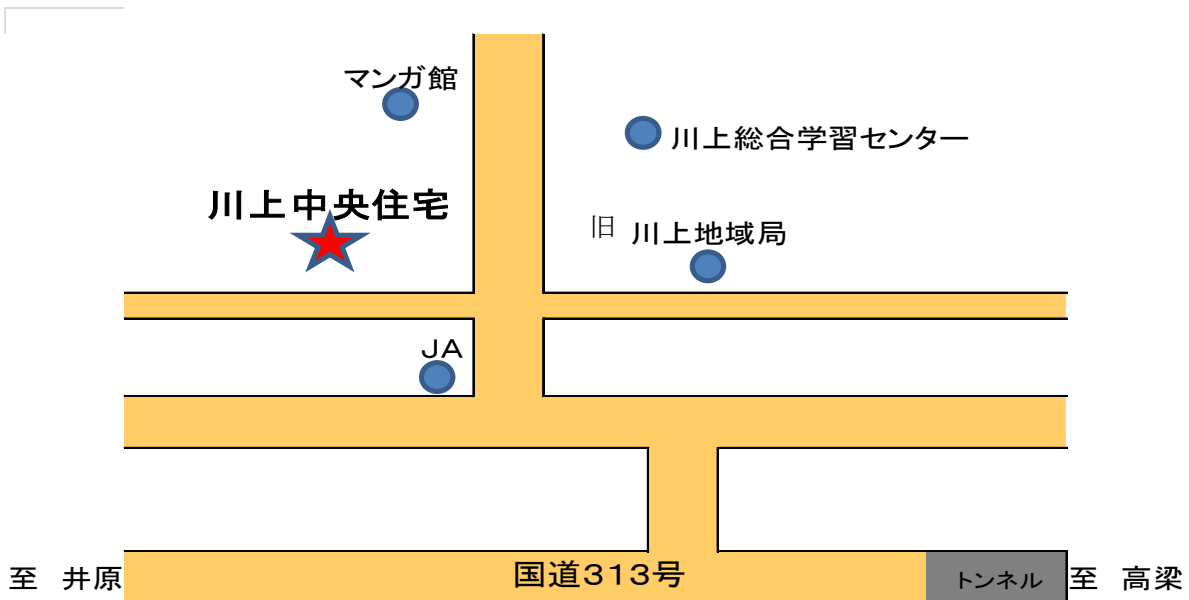 マンガ館
川上総合学習センター
川上中央住宅
旧 川上地域局
JA
至 井原
国道313号
トンネル
至 高梁